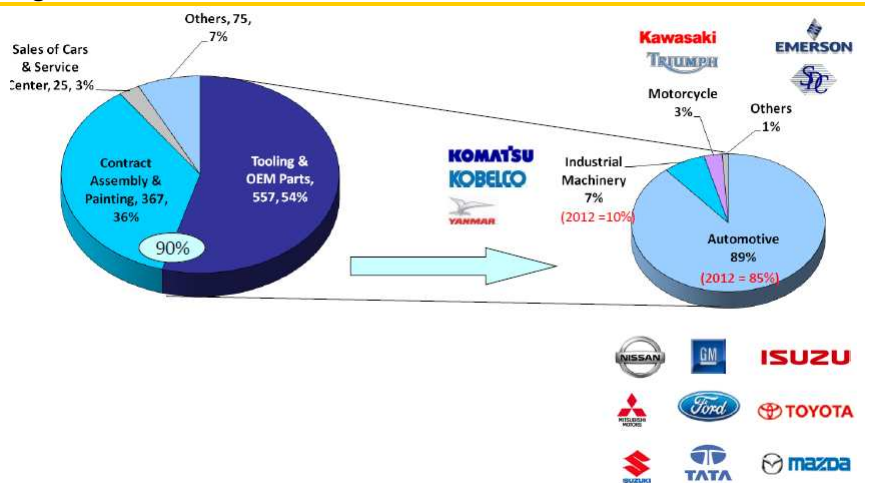 Others, 75,
7%
Sales of Cars
& Service
Center, 25, 3%
Contract
Assembly &
Painting, 367,
36%
Tooling &
OEM Parts,
557, 54%
90%
Kawasaki
TRIUMPH
EMERSON
SDC
Motorcycle
3%
Others
1%
KOMATSU
KOBELCO
YANMAR
Industrial
Machinery
7%
(2012 =10%)
Automotive
89%
(2012 = 85%)
NISSAN
GM
ISUZU
MITSUBISHI
MOTORS
Ford
TOYOTA
SUZUKI
TATA
mazda